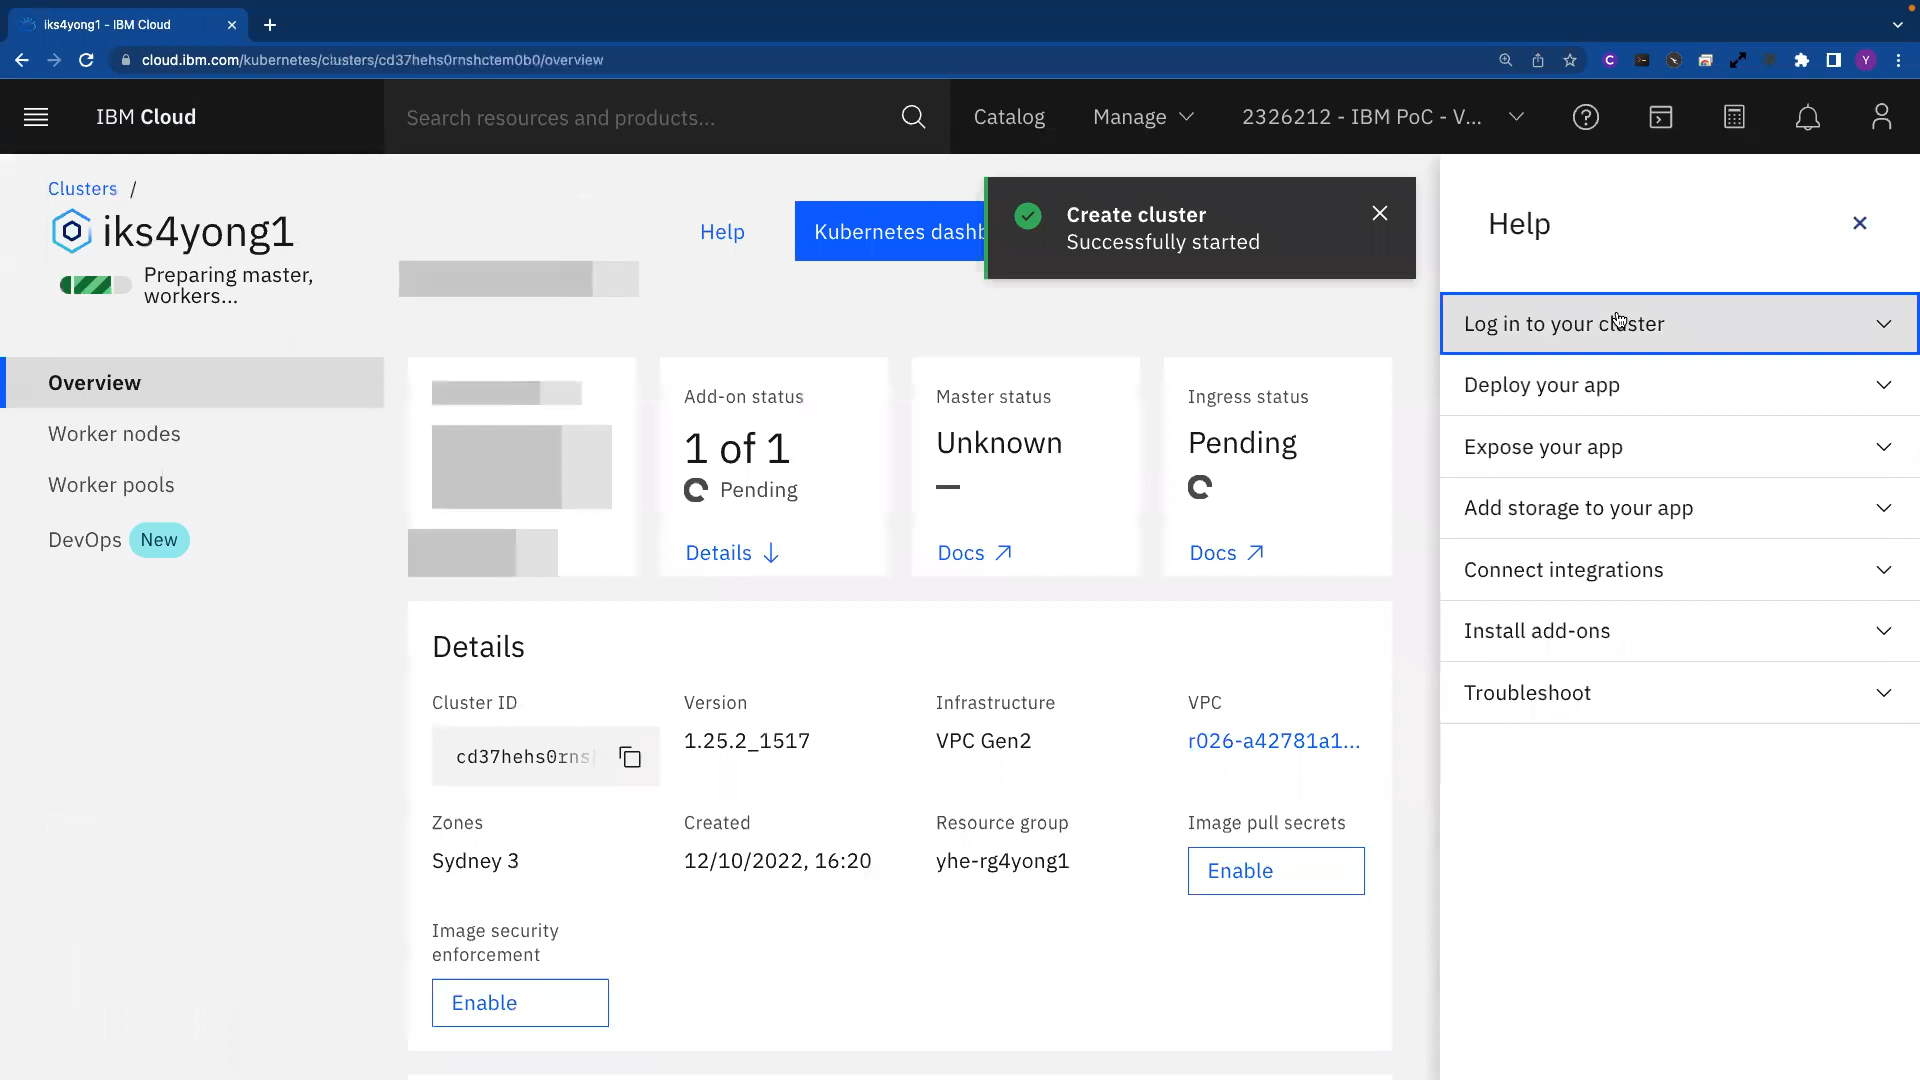 iks4yong1 - IBM Cloud
cloud.ibm.com/kubernetes/clusters/cd37hehs0rnshctem0b0/overview
Y
IBM Cloud
Search resources and products...
Catalog
Manage
2326212 - IBM PoC - V...
Clusters /
iks4yong1
Preparing master,
workers...
Help
Kubernetes dashb
Create cluster
Successfully started
Overview
Worker nodes
Worker pools
DevOps New
Add-on status
1 of 1
Pending
Details
Master status
Unknown
—
Docs
Ingress status
Pending
Docs
Details
Cluster ID
cd37hehs0rns
Version
1.25.2_1517
Infrastructure
VPC Gen2
VPC
r026-a42781a1...
Zones
Sydney 3
Created
12/10/2022, 16:20
Resource group
yhe-rg4yong1
Image pull secrets
Enable
Image security
enforcement
Enable
Help
Log in to your cluster
Deploy your app
Expose your app
Add storage to your app
Connect integrations
Install add-ons
Troubleshoot